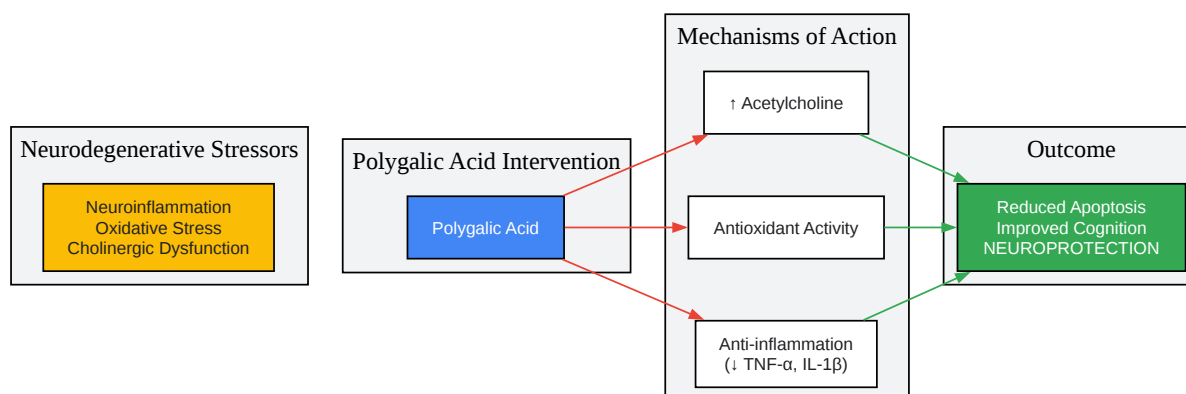 Neurodegenerative Stressors
Neuroinflammation
Oxidative Stress
Cholinergic Dysfunction
Polygalic Acid Intervention
Polygalic Acid
Mechanisms of Action
↑ Acetylcholine
Antioxidant Activity
Anti-inflammation
(↓ TNF-α, IL-1β)
Outcome
Reduced Apoptosis
Improved Cognition
NEUROPROTECTION